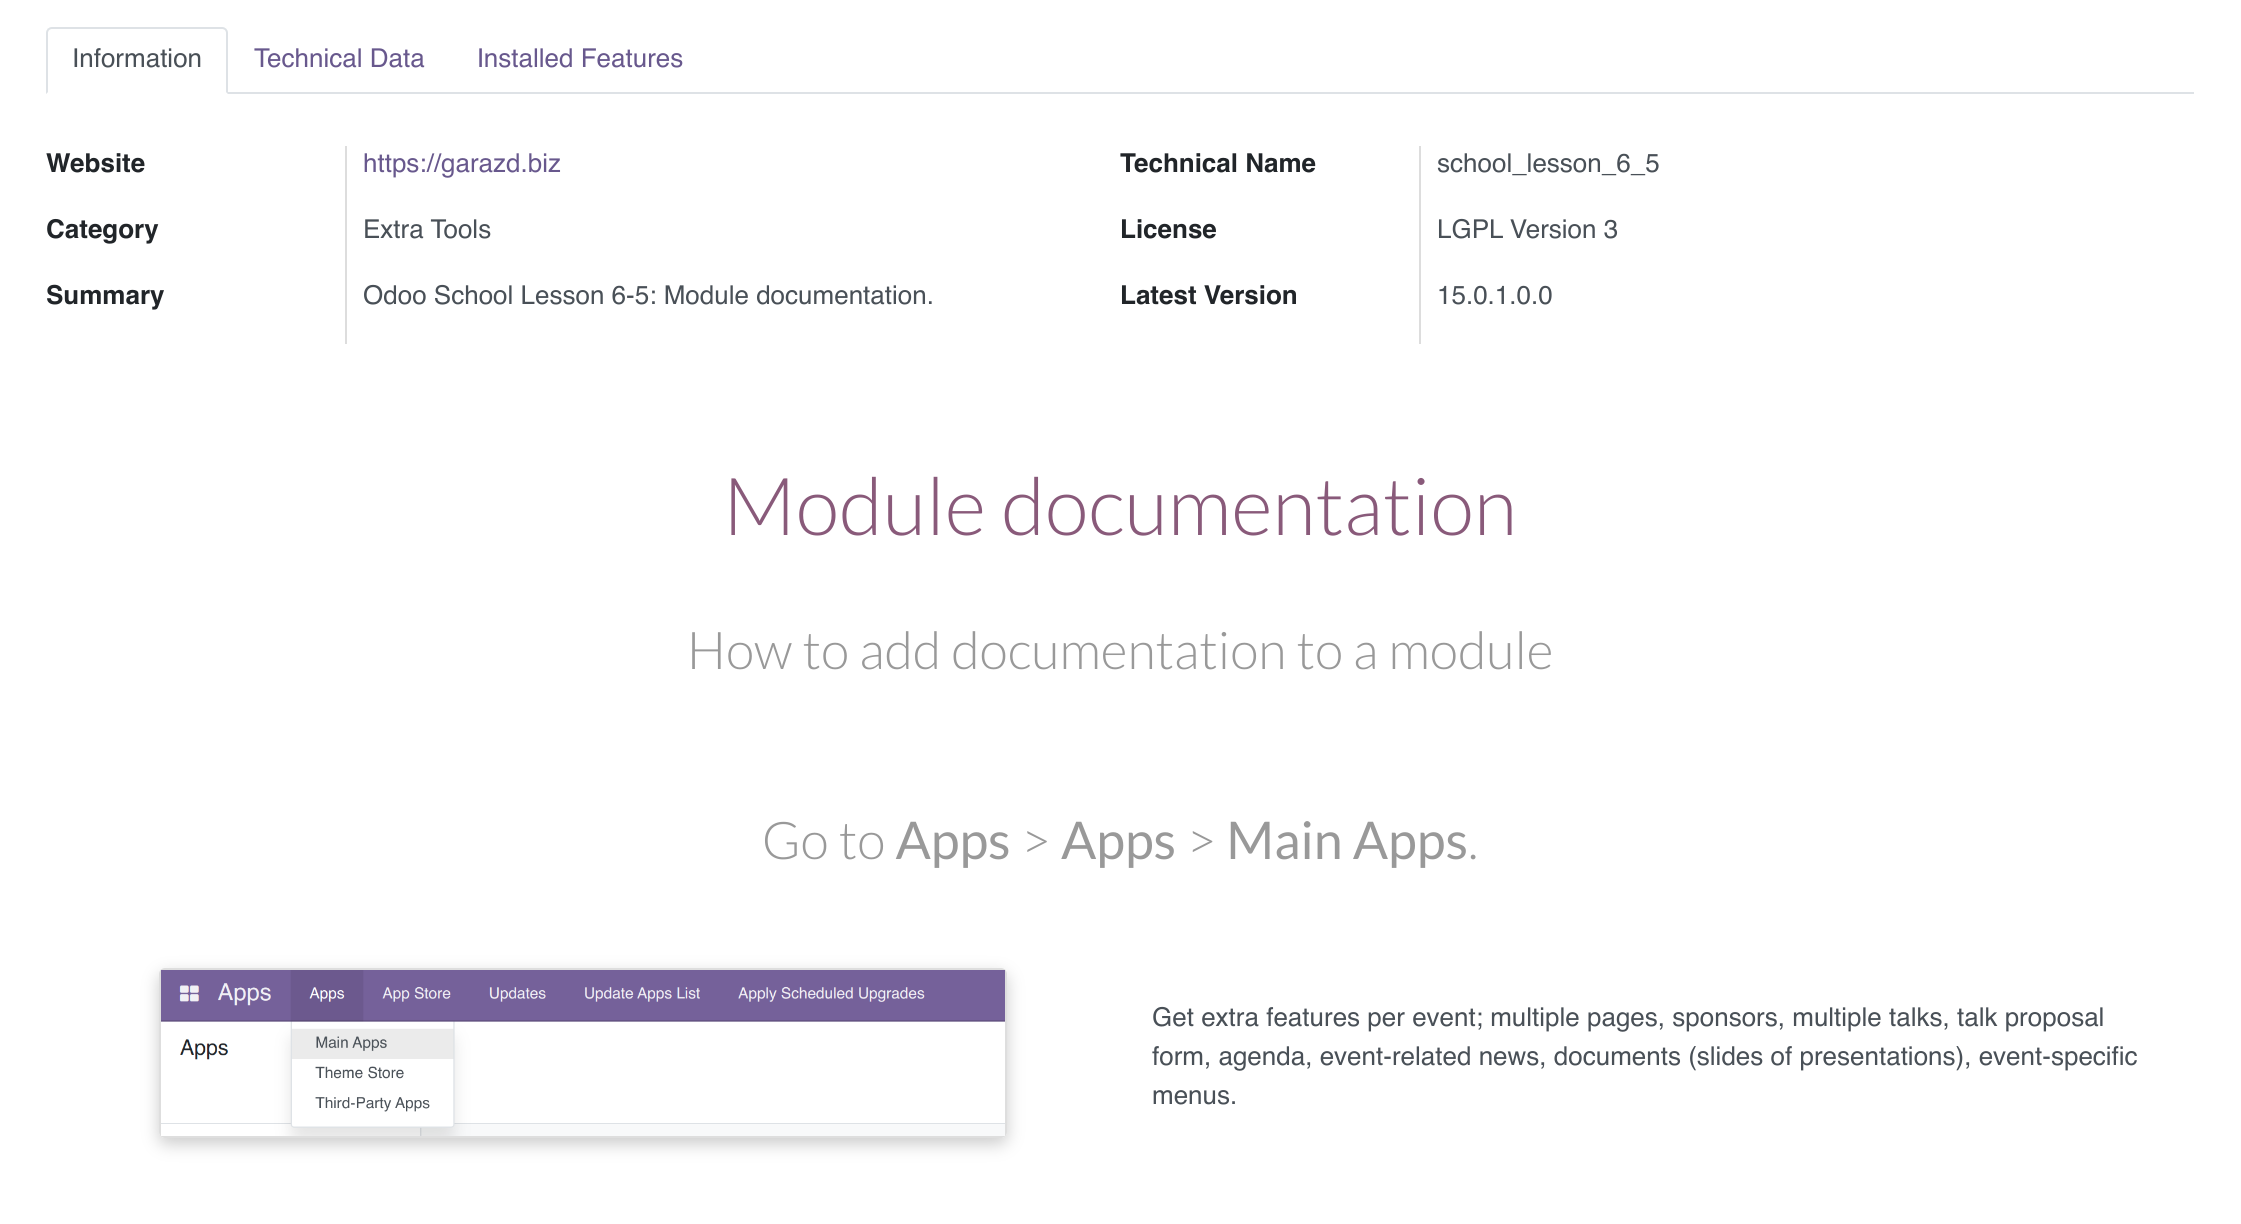 Information Technical Data Installed Features
Website https://garazd.biz Technical Name school_lesson_6_5
Category Extra Tools License LGPL Version 3
Summary Odoo School Lesson 6-5: Module documentation. Latest Version 15.0.1.0.0
Module documentation
How to add documentation to a module
Go to Apps > Apps > Main Apps.
Apps Apps App Store Updates Update Apps List Apply Scheduled Upgrades
Apps
Main Apps
Theme Store
Third-Party Apps
Get extra features per event; multiple pages, sponsors, multiple talks, talk proposal
form, agenda, event-related news, documents (slides of presentations), event-specific
menus.